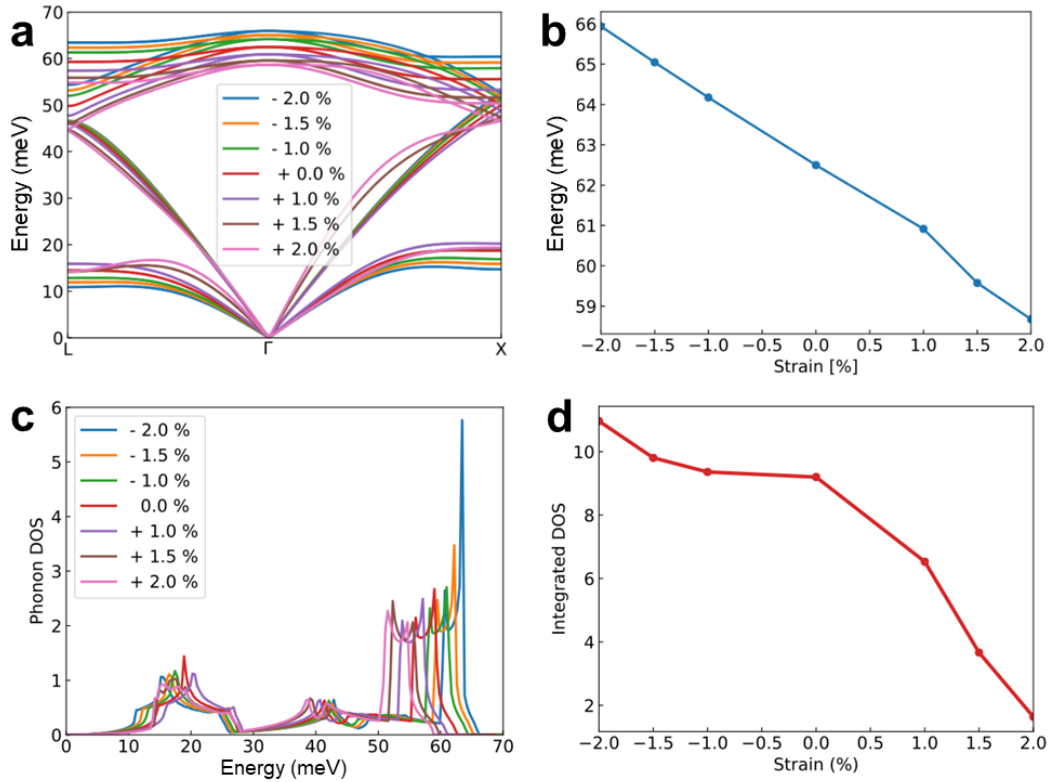 a
70
60
50
40
30
20
10
0
Energy (meV)
- 2.0 %
- 1.5 %
- 1.0 %
+ 0.0 %
+ 1.0 %
+ 1.5 %
+ 2.0 %
L Γ X
b
66
65
64
63
62
61
60
59
Energy (meV)
−2.0 −1.5 −1.0 −0.5 0.0 0.5 1.0 1.5 2.0
Strain [%]
c
6
5
4
3
2
1
0
Phonon DOS
- 2.0 %
- 1.5 %
- 1.0 %
0.0 %
+ 1.0 %
+ 1.5 %
+ 2.0 %
0 10 20 30 40 50 60 70
Energy (meV)
d
10
8
6
4
2
Integrated DOS
−2.0 −1.5 −1.0 −0.5 0.0 0.5 1.0 1.5 2.0
Strain (%)